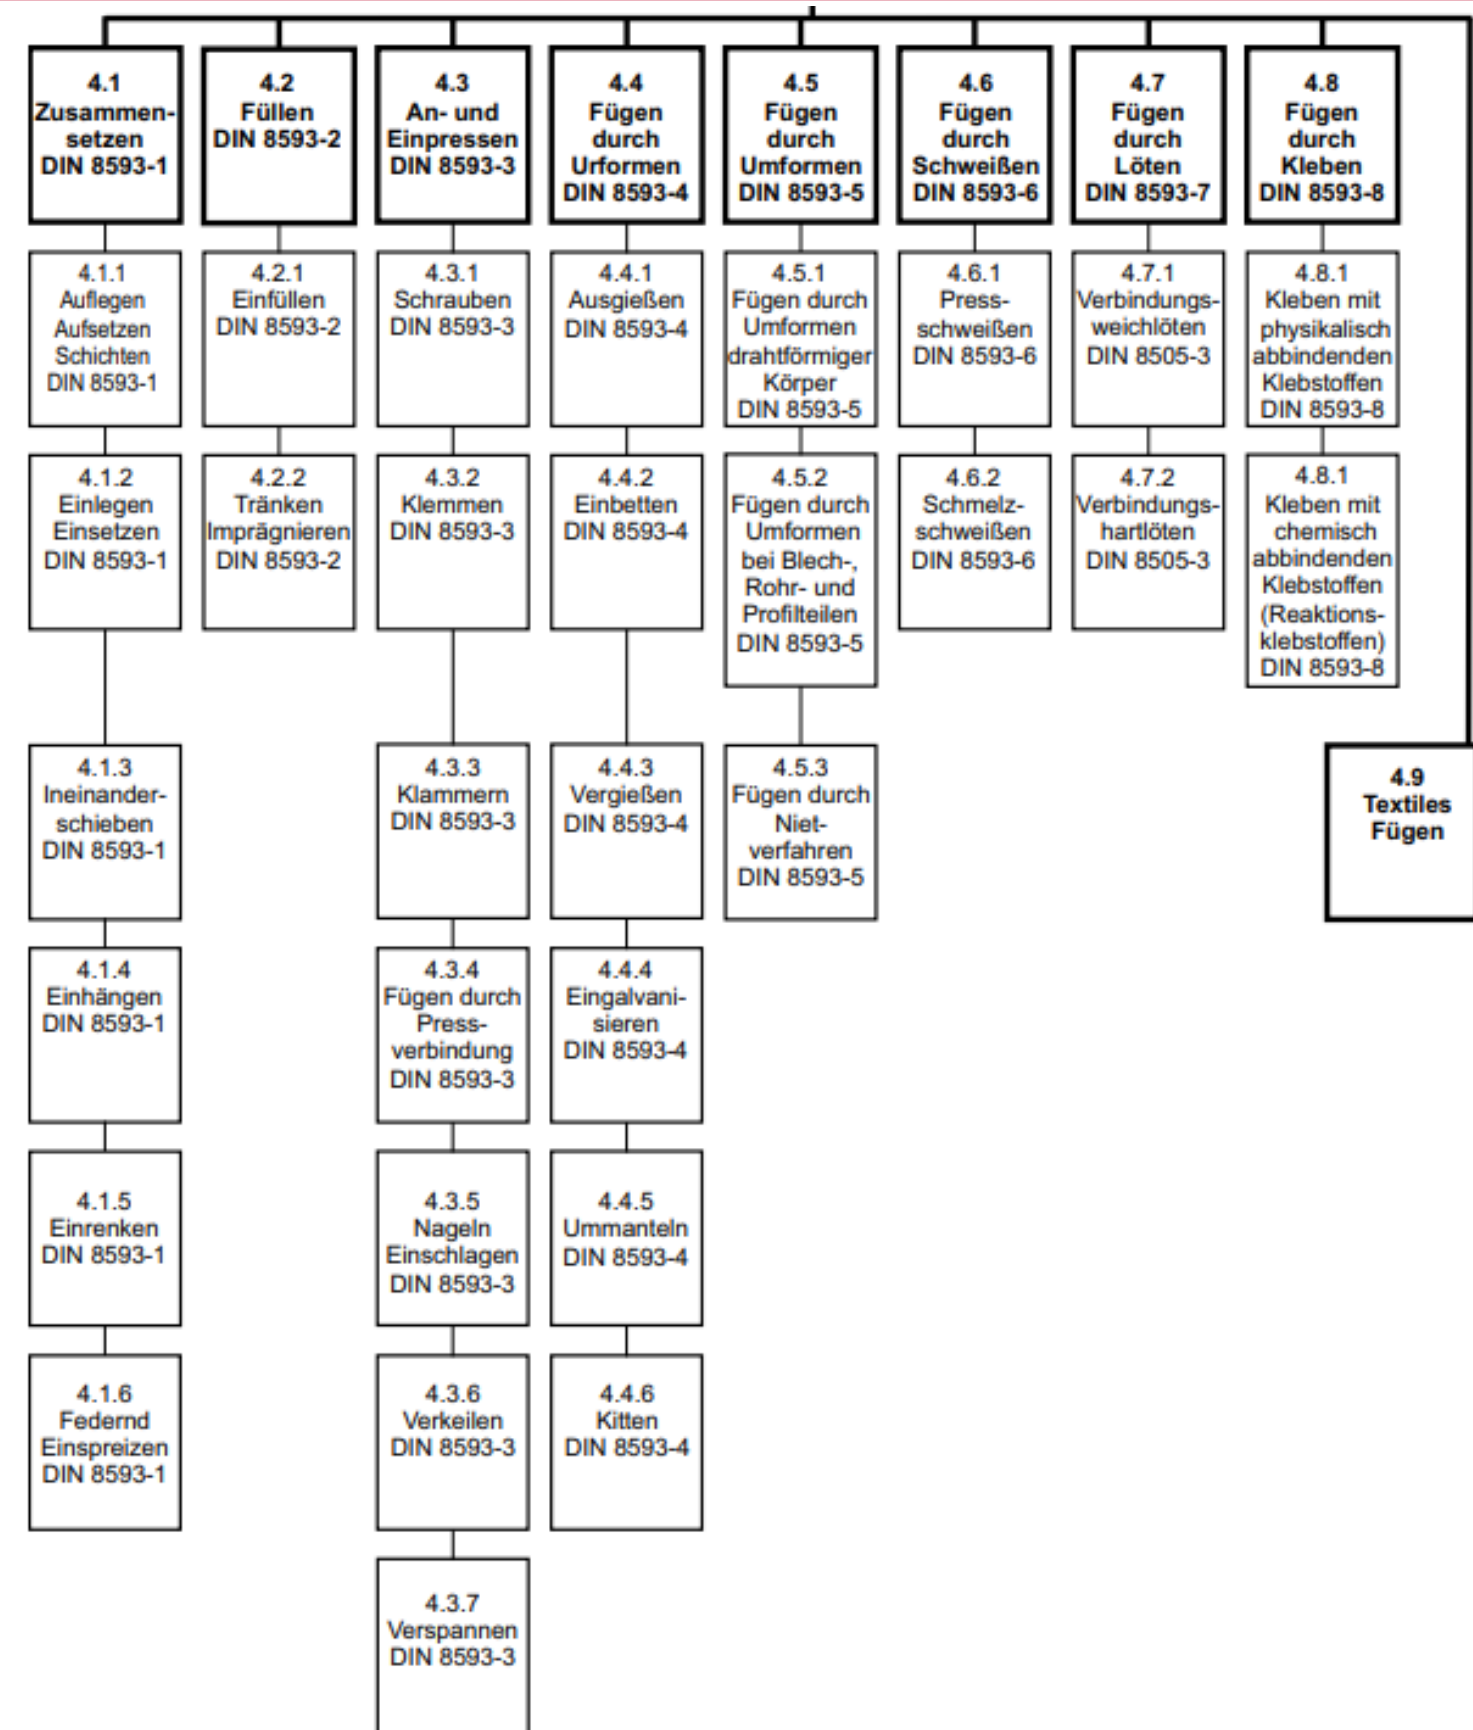 4.1
Zusammen-
setzen
DIN 8593-1
4.2
Füllen
DIN 8593-2
4.3
An- und
Einpressen
DIN 8593-3
4.4
Fügen
durch
Urformen
DIN 8593-4
4.5
Fügen
durch
Umformen
DIN 8593-5
4.6
Fügen
durch
Schweißen
DIN 8593-6
4.7
Fügen
durch
Löten
DIN 8593-7
4.8
Fügen
durch
Kleben
DIN 8593-8
4.1.1
Auflegen
Aufsetzen
Schichten
DIN 8593-1
4.2.1
Einfüllen
DIN 8593-2
4.3.1
Schrauben
DIN 8593-3
4.4.1
Ausgießen
DIN 8593-4
4.5.1
Fügen durch
Umformen
drahtförmiger
Körper
DIN 8593-5
4.6.1
Press-
schweißen
DIN 8593-6
4.7.1
Verbindungs-
weichlöten
DIN 8505-3
4.8.1
Kleben mit
physikalisch
abbindenden
Klebstoffen
DIN 8593-8
4.1.2
Einlegen
Einsetzen
DIN 8593-1
4.2.2
Tränken
Imprägnieren
DIN 8593-2
4.3.2
Klemmen
DIN 8593-3
4.4.2
Einbetten
DIN 8593-4
4.5.2
Fügen durch
Umformen
bei Blech-,
Rohr- und
Profilteilen
DIN 8593-5
4.6.2
Schmelz-
schweißen
DIN 8593-6
4.7.2
Verbindungs-
hartlöten
DIN 8505-3
4.8.1
Kleben mit
chemisch
abbindenden
Klebstoffen
(Reaktions-
klebstoffen)
DIN 8593-8
4.1.3
Ineinander-
schieben
DIN 8593-1
4.3.3
Klammern
DIN 8593-3
4.4.3
Vergießen
DIN 8593-4
4.5.3
Fügen durch
Niet-
verfahren
DIN 8593-5
4.9
Textiles
Fügen
4.1.4
Einhängen
DIN 8593-1
4.3.4
Fügen durch
Press-
verbindung
DIN 8593-3
4.4.4
Eingalvani-
sieren
DIN 8593-4
4.1.5
Einrenken
DIN 8593-1
4.3.5
Nageln
Einschlagen
DIN 8593-3
4.4.5
Ummanteln
DIN 8593-4
4.1.6
Federnd
Einspreizen
DIN 8593-1
4.3.6
Verkeilen
DIN 8593-3
4.4.6
Kitten
DIN 8593-4
4.3.7
Verspannen
DIN 8593-3